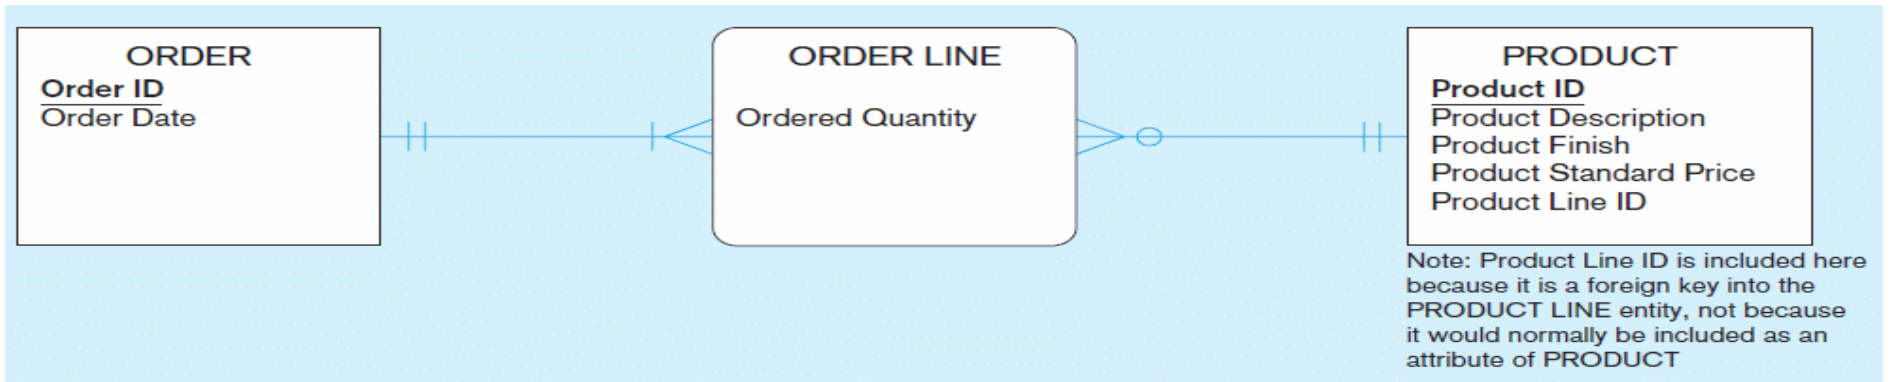 ORDER
Order ID
Order Date
ORDER LINE
Ordered Quantity
PRODUCT
Product ID
Product Description
Product Finish
Product Standard Price
Product Line ID
Note: Product Line ID is included here
because it is a foreign key into the
PRODUCT LINE entity, not because
it would normally be included as an
attribute of PRODUCT